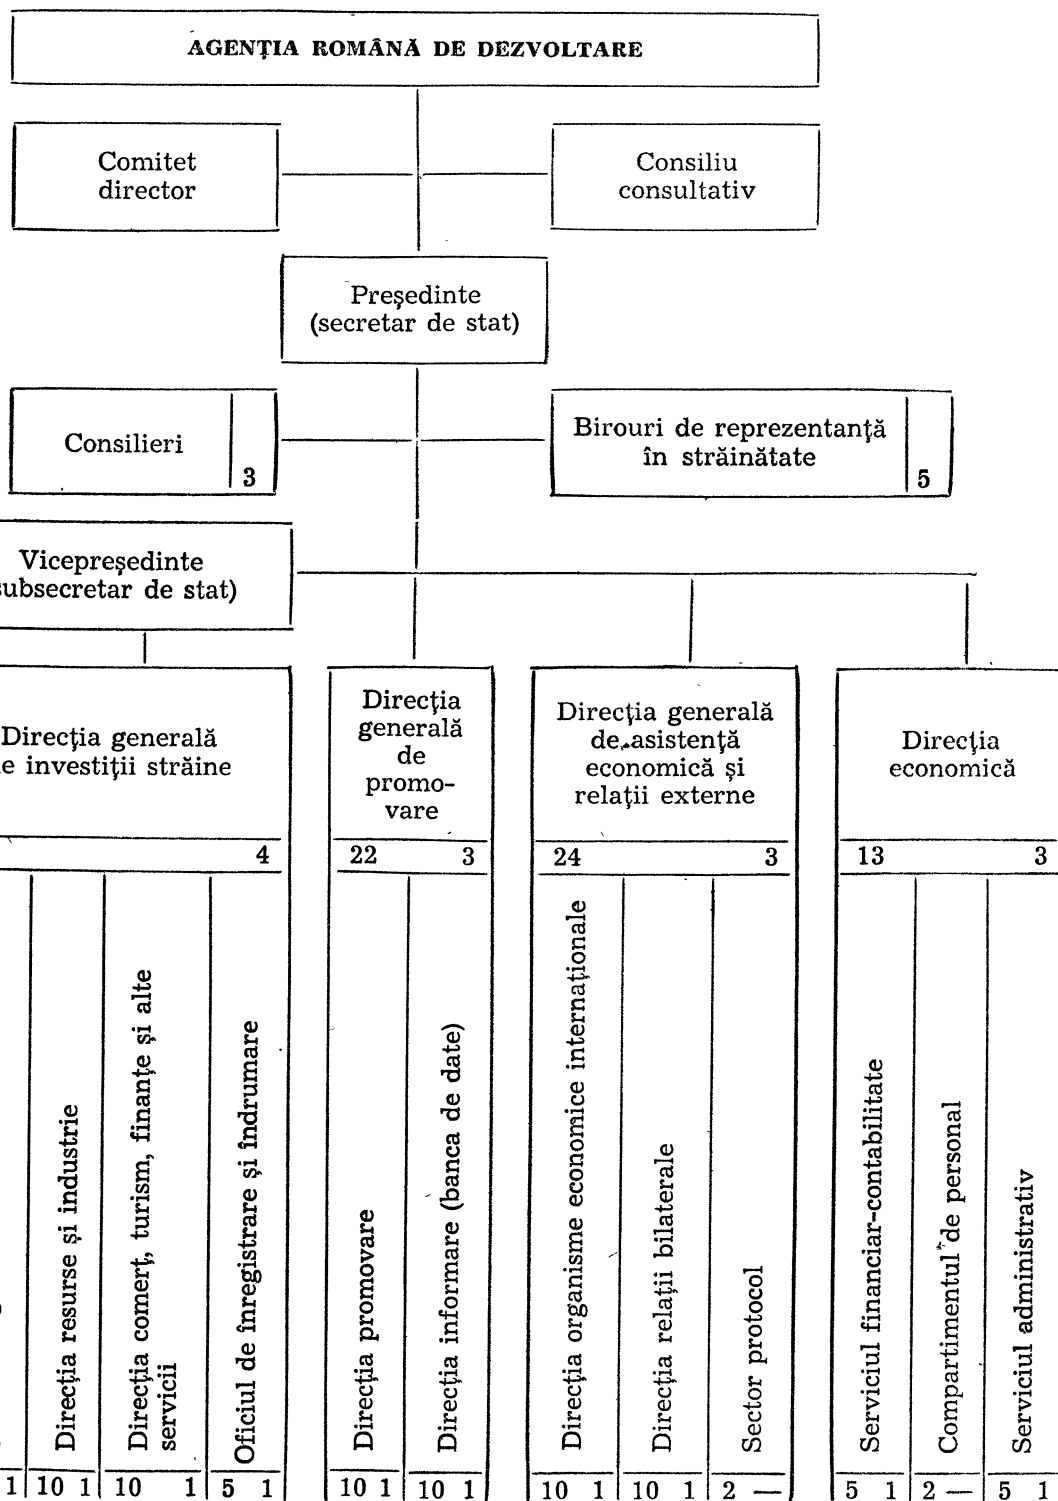 AGENȚIA ROMÂNĂ DE DEZVOLTARE
Comitet
director
Consiliu
consultativ
Președinte
(secretar de stat)
Consilieri
3
Birouri de reprezentanță
în străinătate
5
Vicepreședinte
subsecretar de stat)
Direcția generală
e investiții străine
4
Direcția
generală
de
promo-
vare
22 3
Direcția generală
de asistență
economică și
relații externe
24 3
Direcția
economică
13 3
Direcția resurse și industrie
Direcția comerț, turism, finanțe și alte
servicii
Oficiul de înregistrare și îndrumare
Direcția promovare
Direcția informare (banca de date)
Direcția organisme economice internaționale
Direcția relații bilaterale
Sector protocol
Serviciul financiar-contabilitate
Compartimentul de personal
Serviciul administrativ
1 10 1 10 1 5 1 10 1 10 1 10 1 10 1 2 — 5 1 2 — 5 1